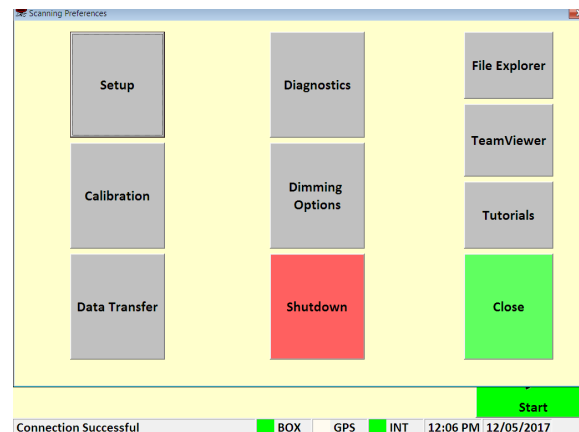 Scanning Preferences
Setup
Diagnostics
File Explorer
TeamViewer
Calibration
Dimming
Options
Tutorials
Data Transfer
Shutdown
Close
Start
Connection Successful BOX GPS INT 12:06 PM 12/05/2017